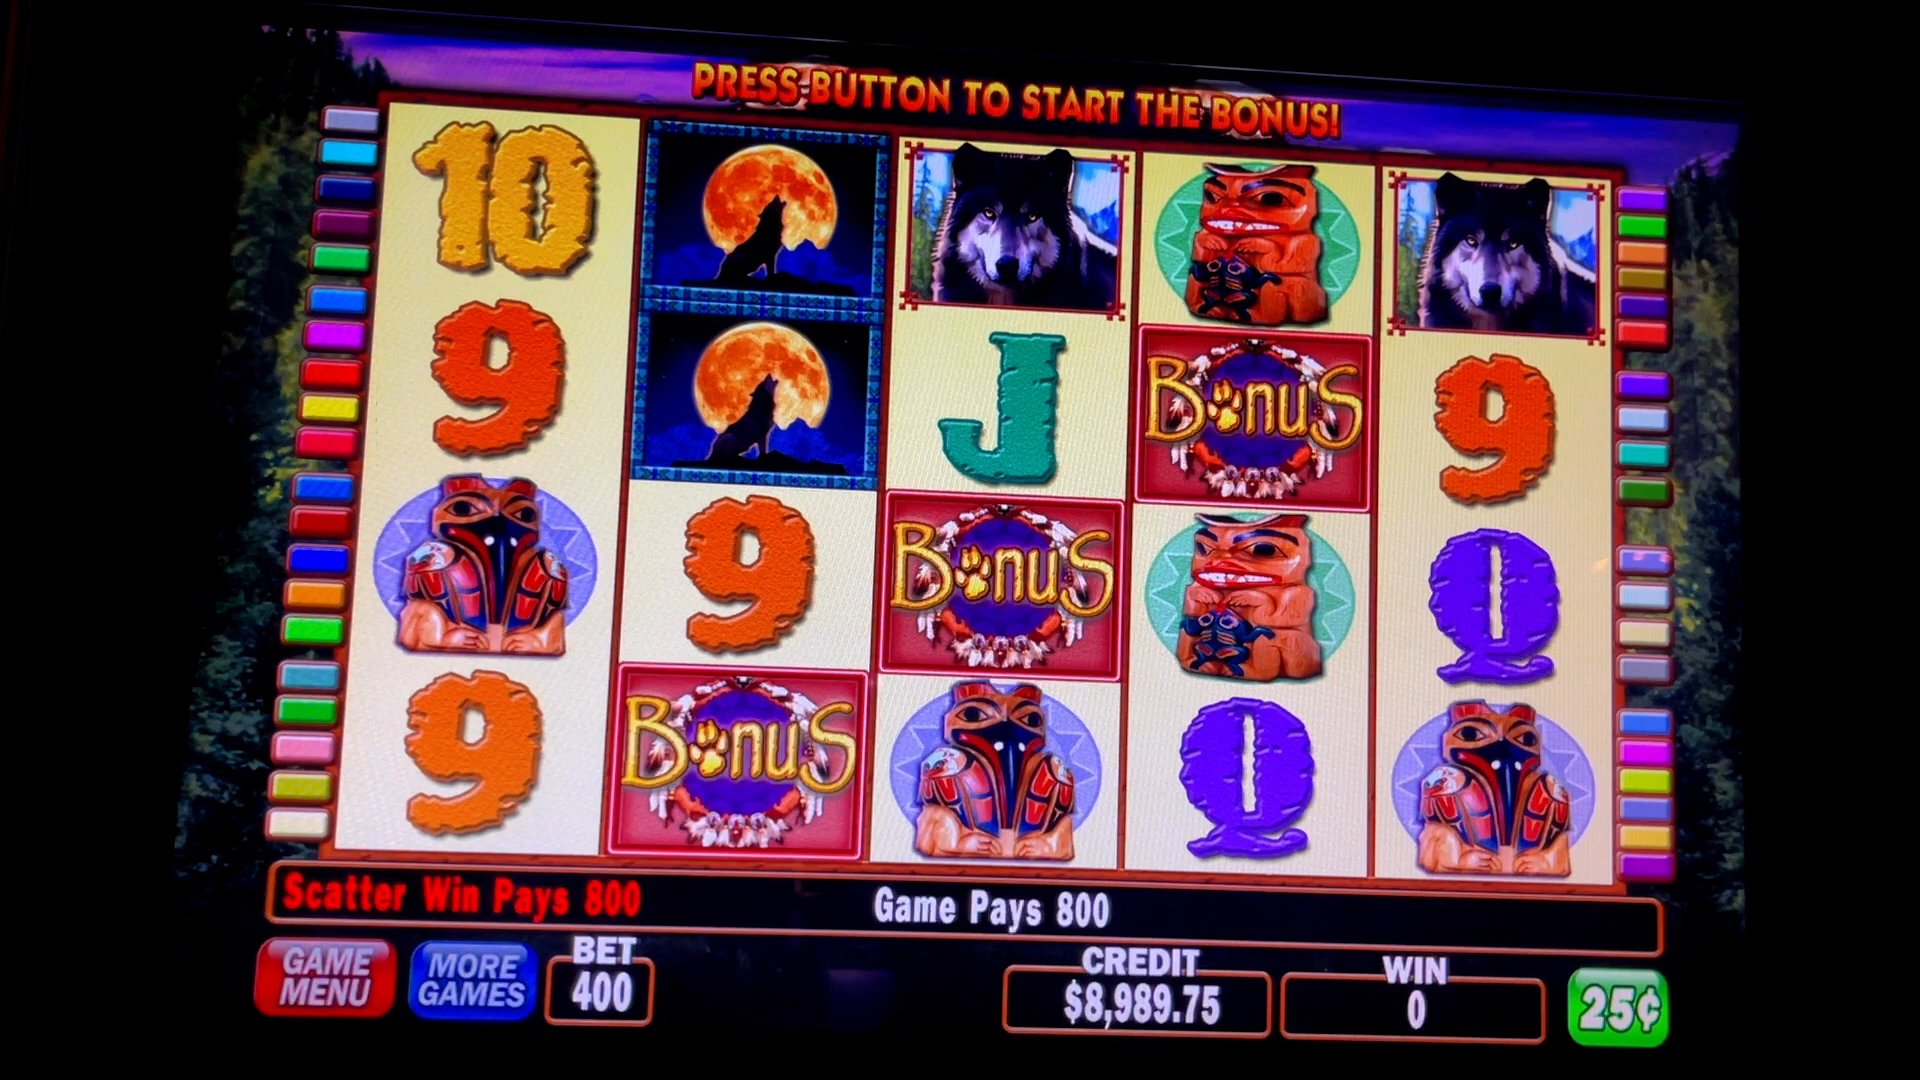 PRESS BUTTON TO START THE BONUS!
10
9
J
BONUS
9
9
BONUS
Q
9
BONUS
Q
Scatter Win Pays 800
Game Pays 800
GAME MENU
MORE GAMES
BET
400
CREDIT
$8,989.75
WIN
0
25¢